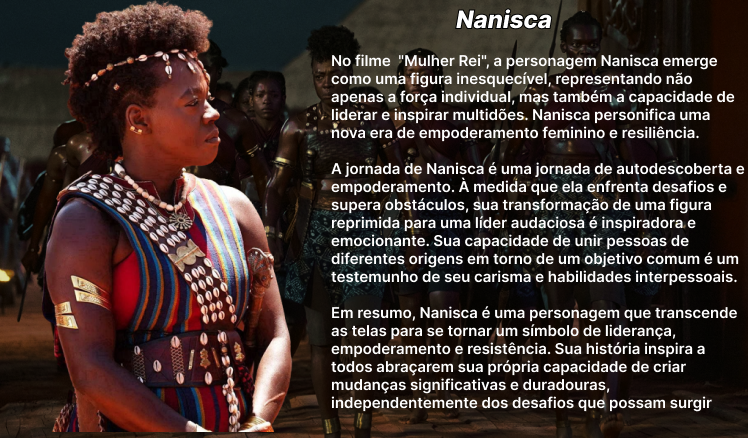 Nanisca
No filme "Mulher Rei", a personagem Nanisca emerge
como uma figura inesquecível, representando não
apenas a força individual, mas também a capacidade de
liderar e inspirar multidões. Nanisca personifica uma
nova era de empoderamento feminino e resiliência.
A jornada de Nanisca é uma jornada de autodescoberta e
empoderamento. À medida que ela enfrenta desafios e
supera obstáculos, sua transformação de uma figura
reprimida para uma líder audaciosa é inspiradora e
emocionante. Sua capacidade de unir pessoas de
diferentes origens em torno de um objetivo comum é um
testemunho de seu carisma e habilidades interpessoais.
Em resumo, Nanisca é uma personagem que transcende
as telas para se tornar um símbolo de liderança,
empoderamento e resistência. Sua história inspira a
todos abraçarem sua própria capacidade de criar
mudanças significativas e duradouras,
independentemente dos desafios que possam surgir